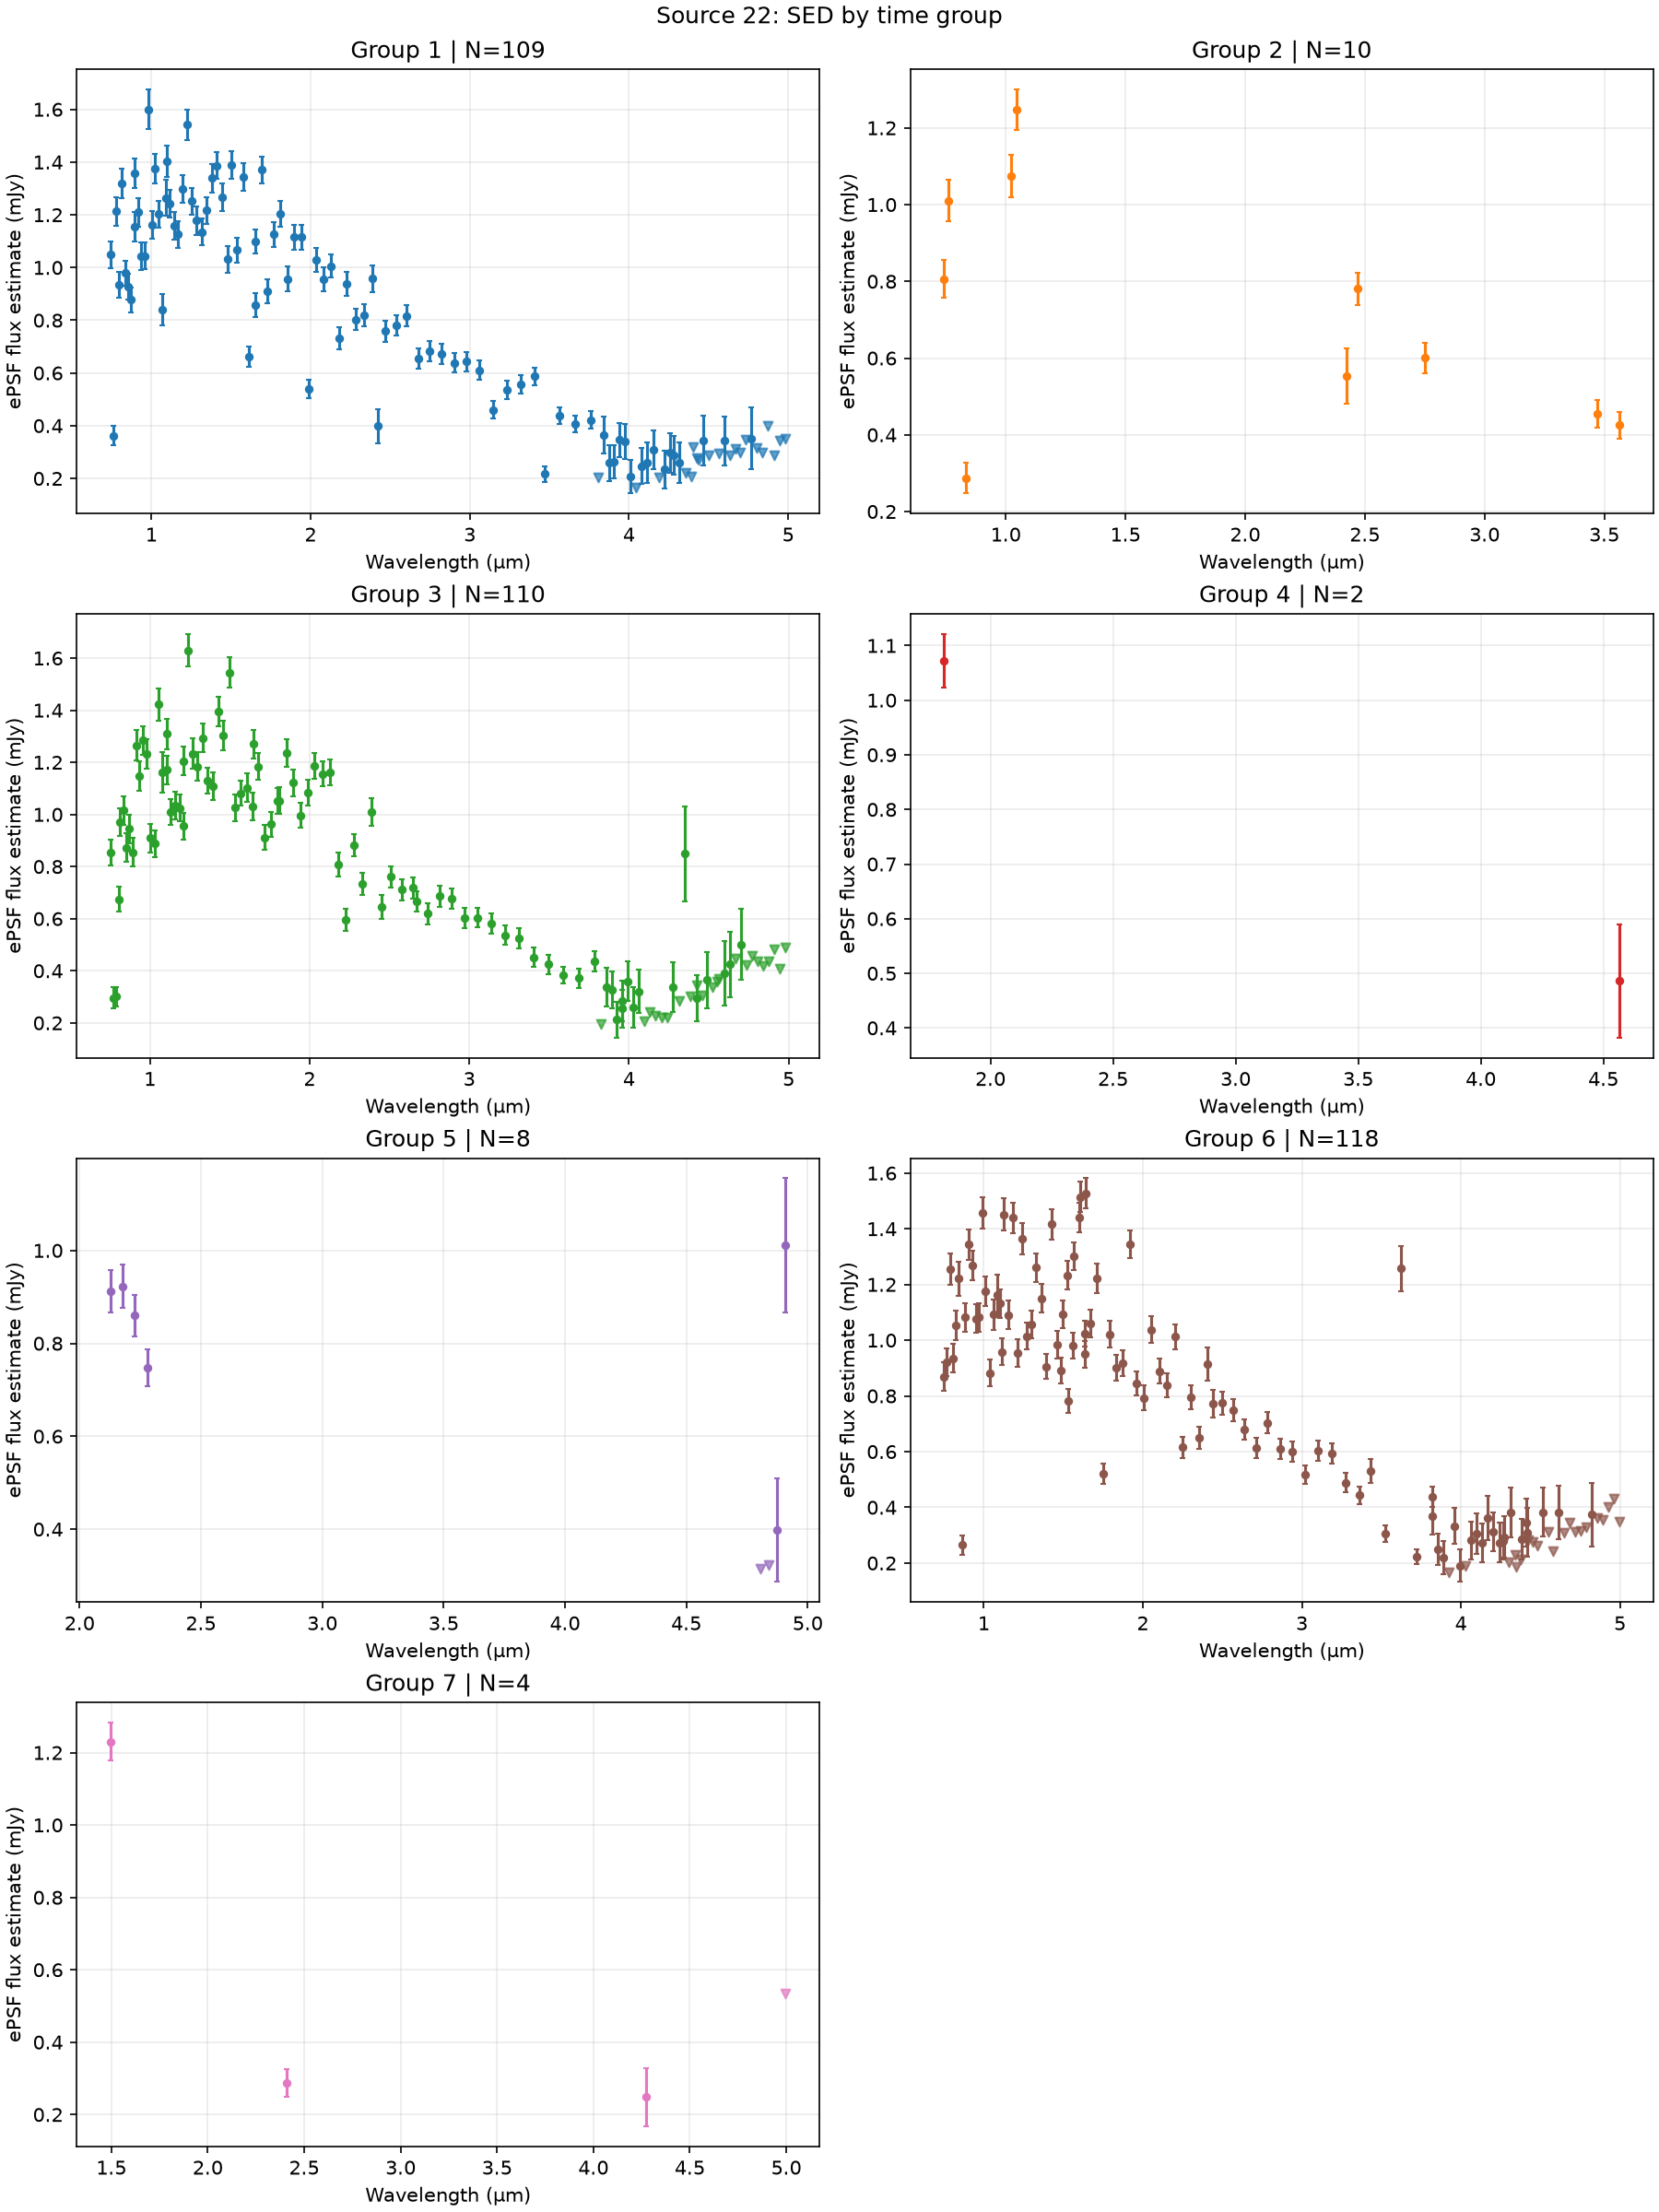 Source 22: SED by time group
Group 1 | N=109
1.6
1.4
1.2
1.0
0.8
0.6
0.4
0.2
ePSF flux estimate (mJy)
1 2 3 4 5
Wavelength (µm)
Group 2 | N=10
1.2
1.0
0.8
0.6
0.4
0.2
ePSF flux estimate (mJy)
1.0 1.5 2.0 2.5 3.0 3.5
Wavelength (µm)
Group 3 | N=110
1.6
1.4
1.2
1.0
0.8
0.6
0.4
0.2
ePSF flux estimate (mJy)
1 2 3 4 5
Wavelength (µm)
Group 4 | N=2
1.1
1.0
0.9
0.8
0.7
0.6
0.5
0.4
ePSF flux estimate (mJy)
2.0 2.5 3.0 3.5 4.0 4.5
Wavelength (µm)
Group 5 | N=8
1.0
0.8
0.6
0.4
ePSF flux estimate (mJy)
2.0 2.5 3.0 3.5 4.0 4.5 5.0
Wavelength (µm)
Group 6 | N=118
1.6
1.4
1.2
1.0
0.8
0.6
0.4
0.2
ePSF flux estimate (mJy)
1 2 3 4 5
Wavelength (µm)
Group 7 | N=4
1.2
1.0
0.8
0.6
0.4
0.2
ePSF flux estimate (mJy)
1.5 2.0 2.5 3.0 3.5 4.0 4.5 5.0
Wavelength (µm)